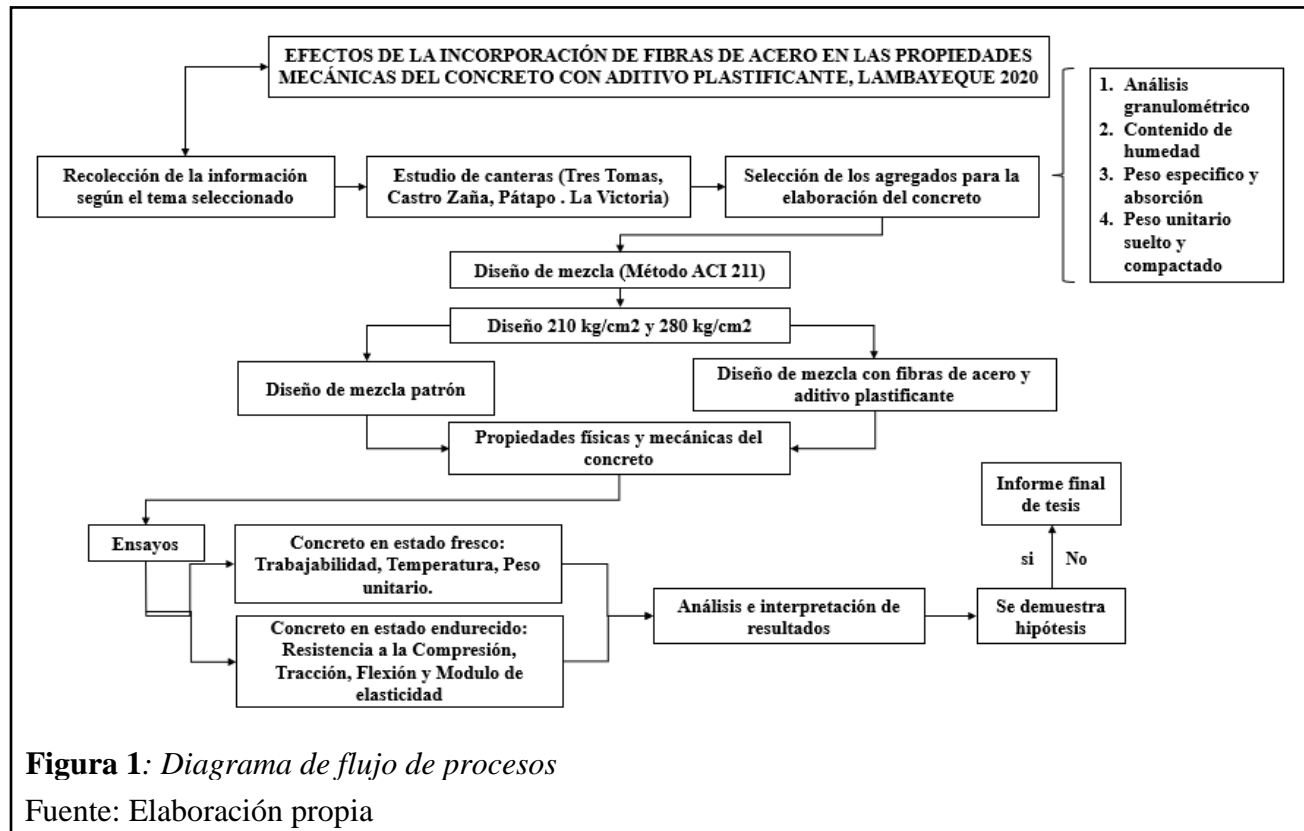 EFECTOS DE LA INCORPORACIÓN DE FIBRAS DE ACERO EN LAS PROPIEDADES
MECÁNICAS DEL CONCRETO CON ADITIVO PLASTIFICANTE, LAMBAYEQUE 2020
1. Análisis
granulométrico
2. Contenido de
humedad
3. Peso especifico y
absorción
4. Peso unitario
suelto y
compactado
Recolección de la información
según el tema seleccionado
Estudio de canteras (Tres Tomas,
Castro Zaña, Pátapo . La Victoria)
Selección de los agregados para la
elaboración del concreto
Diseño de mezcla (Método ACI 211)
Diseño 210 kg/cm2 y 280 kg/cm2
Diseño de mezcla patrón
Diseño de mezcla con fibras de acero y
aditivo plastificante
Propiedades físicas y mecánicas del
concreto
Ensayos
Concreto en estado fresco:
Trabajabilidad, Temperatura, Peso
unitario.
Concreto en estado endurecido:
Resistencia a la Compresión,
Tracción, Flexión y Modulo de
elasticidad
Análisis e interpretación de
resultados
Se demuestra
hipótesis
si No
Informe final
de tesis
Figura 1: Diagrama de flujo de procesos
Fuente: Elaboración propia